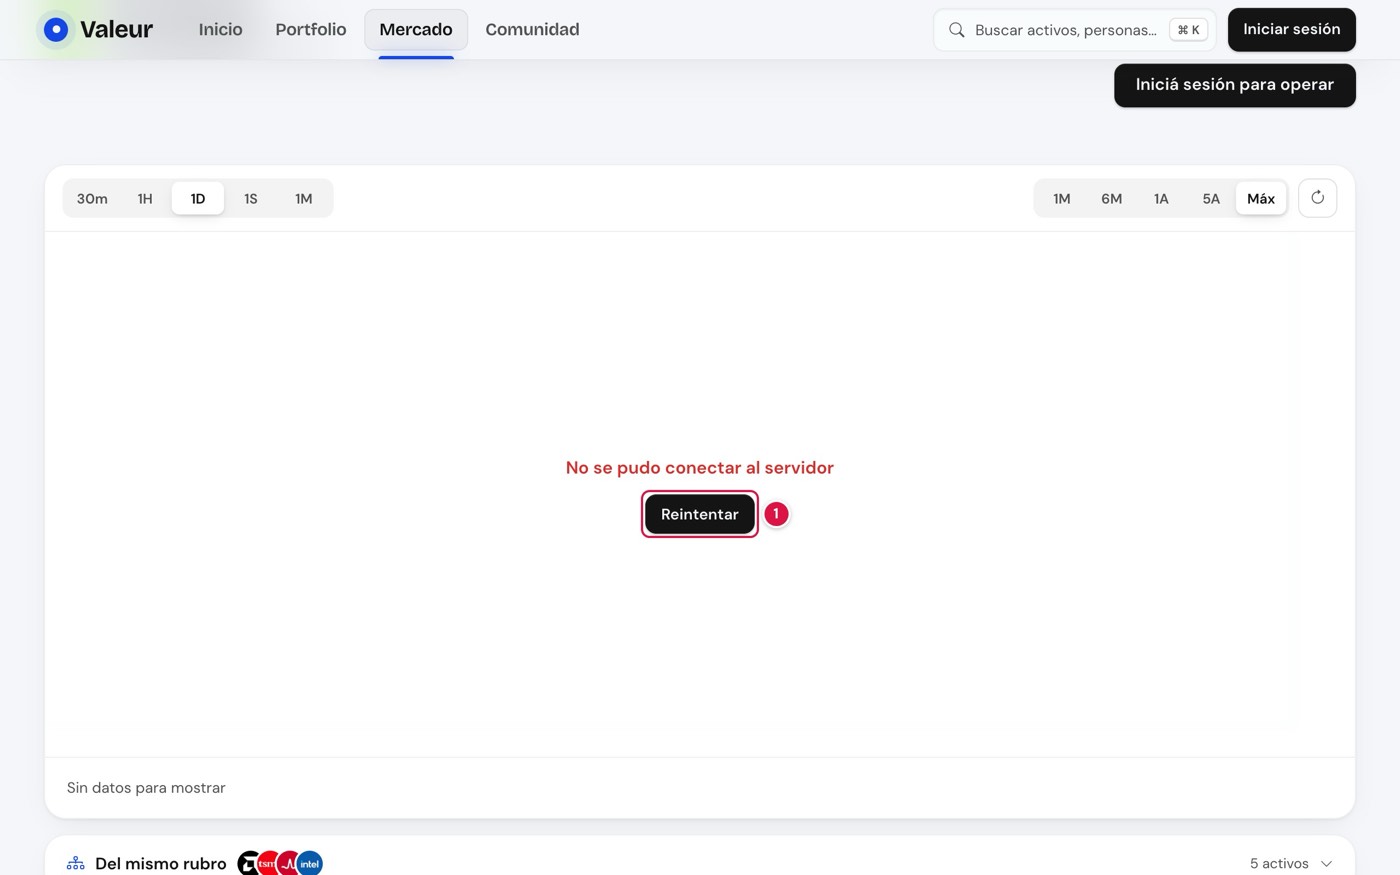 Valeur
Inicio
Portfolio
Mercado
Comunidad
Buscar activos, personas...
⌘ K
Iniciar sesión
Iniciá sesión para operar
30m 1H 1D 1S 1M
1M 6M 1A 5A Máx
No se pudo conectar al servidor
Reintentar
1
Sin datos para mostrar
Del mismo rubro
tsm
intel
5 activos